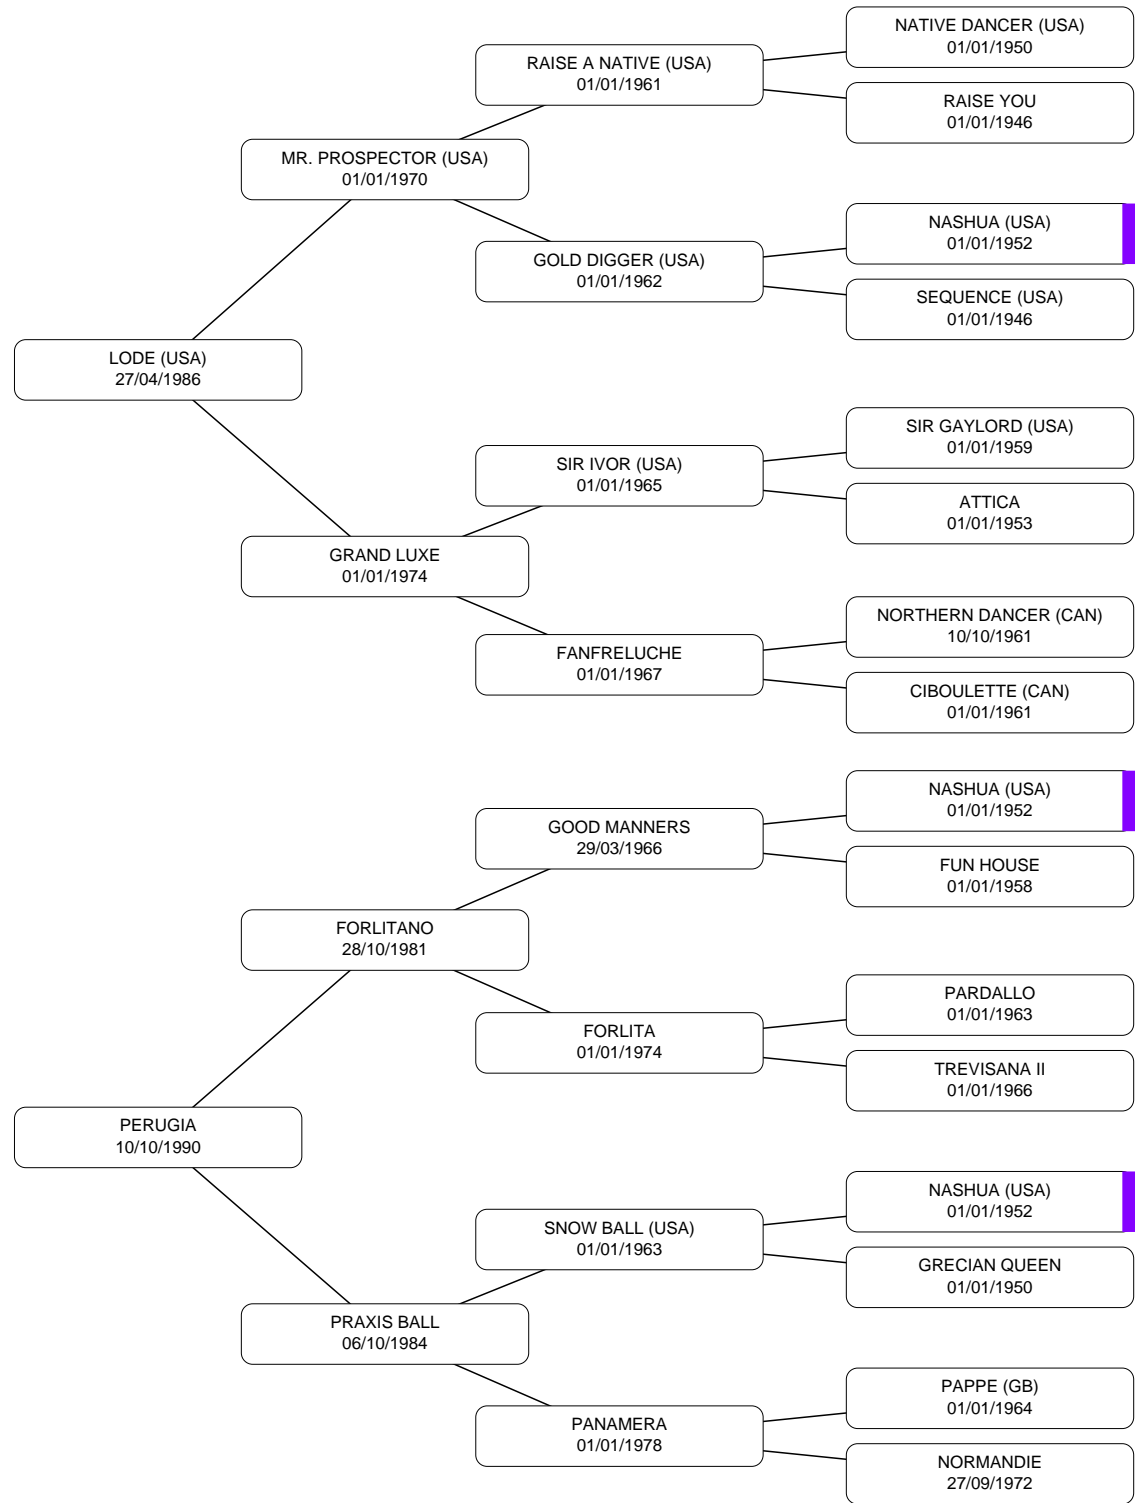 NATIVE DANCER (USA)
01/01/1950
RAISE A NATIVE (USA)
01/01/1961
RAISE YOU
01/01/1946
MR. PROSPECTOR (USA)
01/01/1970
NASHUA (USA)
01/01/1952
GOLD DIGGER (USA)
01/01/1962
SEQUENCE (USA)
01/01/1946
LODE (USA)
27/04/1986
SIR GAYLORD (USA)
01/01/1959
SIR IVOR (USA)
01/01/1965
ATTICA
01/01/1953
GRAND LUXE
01/01/1974
NORTHERN DANCER (CAN)
10/10/1961
FANFRELUCHE
01/01/1967
CIBOULETTE (CAN)
01/01/1961
NASHUA (USA)
01/01/1952
GOOD MANNERS
29/03/1966
FUN HOUSE
01/01/1958
FORLITANO
28/10/1981
PARDALLO
01/01/1963
FORLITA
01/01/1974
TREVISANA II
01/01/1966
PERUGIA
10/10/1990
NASHUA (USA)
01/01/1952
SNOW BALL (USA)
01/01/1963
GRECIAN QUEEN
01/01/1950
PRAXIS BALL
06/10/1984
PAPPE (GB)
01/01/1964
PANAMERA
01/01/1978
NORMANDIE
27/09/1972